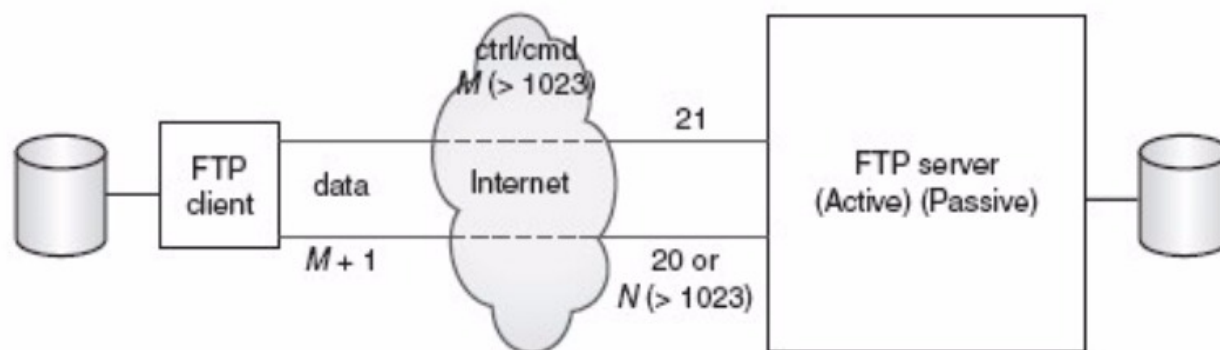 ctrl/cmd
M (> 1023)
21
FTP
client
data
Internet
FTP server
(Active) (Passive)
M + 1
20 or
N (> 1023)